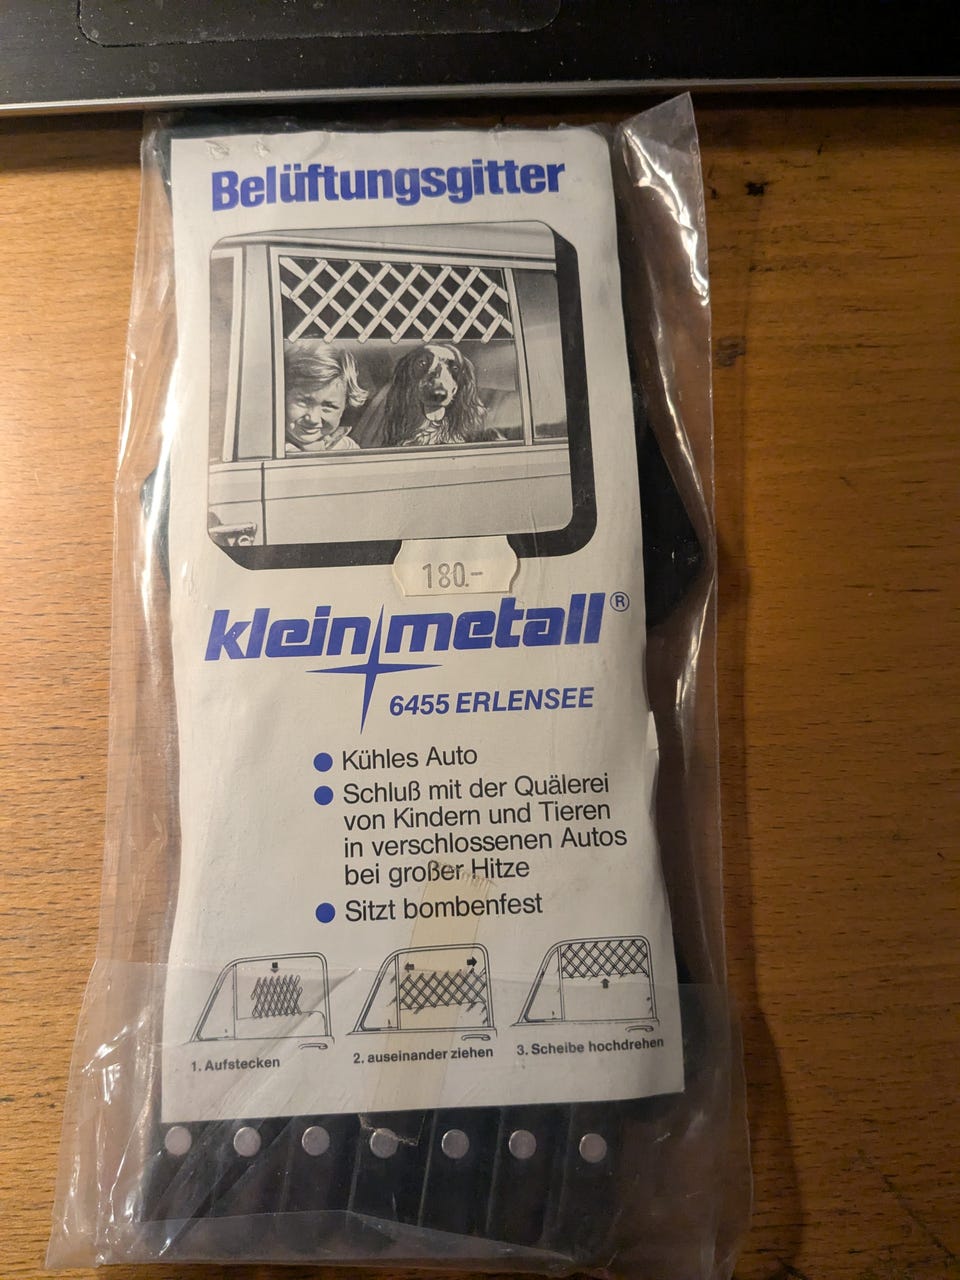 Belüftungsgitter
180.-
kleinmetall®
6455 ERLENSEE
● Kühles Auto
● Schluß mit der Quälerei
von Kindern und Tieren
in verschlossenen Autos
bei großer Hitze
● Sitzt bombenfest
1. Aufstecken
2. auseinander ziehen
3. Scheibe hochdrehen